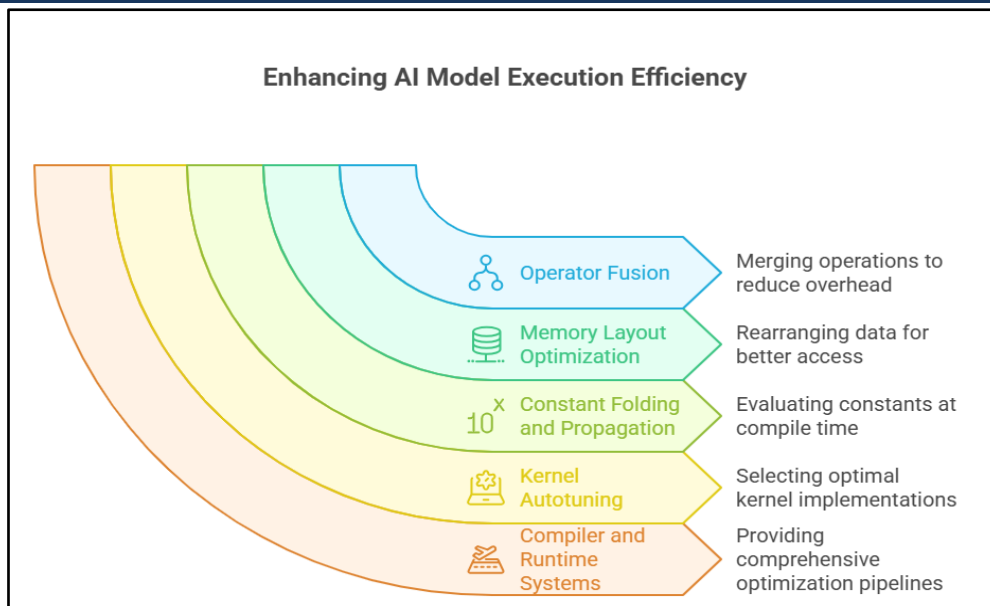 Enhancing AI Model Execution Efficiency
Operator Fusion
Merging operations to
reduce overhead
Memory Layout
Optimization
Rearranging data for
better access
10^x
Constant Folding
and Propagation
Evaluating constants at
compile time
Kernel
Autotuning
Selecting optimal
kernel implementations
Compiler and
Runtime
Systems
Providing
comprehensive
optimization pipelines